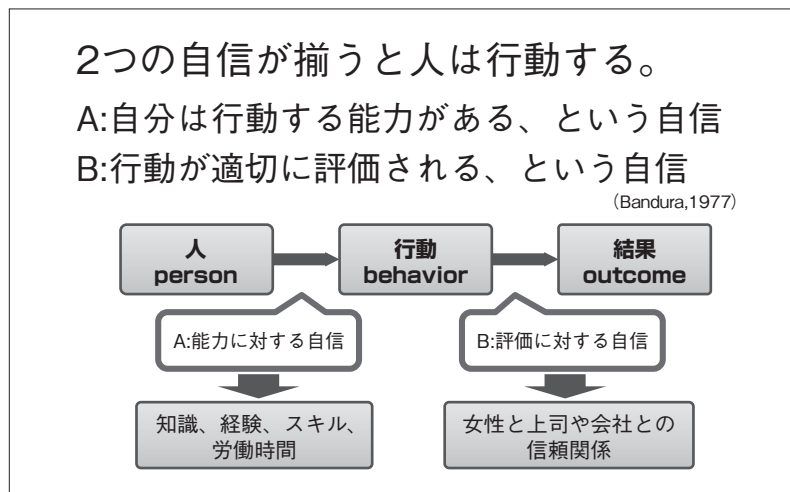 2つの自信が揃うと人は行動する。
A:自分は行動する能力がある、という自信
B:行動が適切に評価される、という自信
(Bandura,1977)
人
person
行動
behavior
結果
outcome
A:能力に対する自信
B:評価に対する自信
知識、経験、スキル、
労働時間
女性と上司や会社との
信頼関係